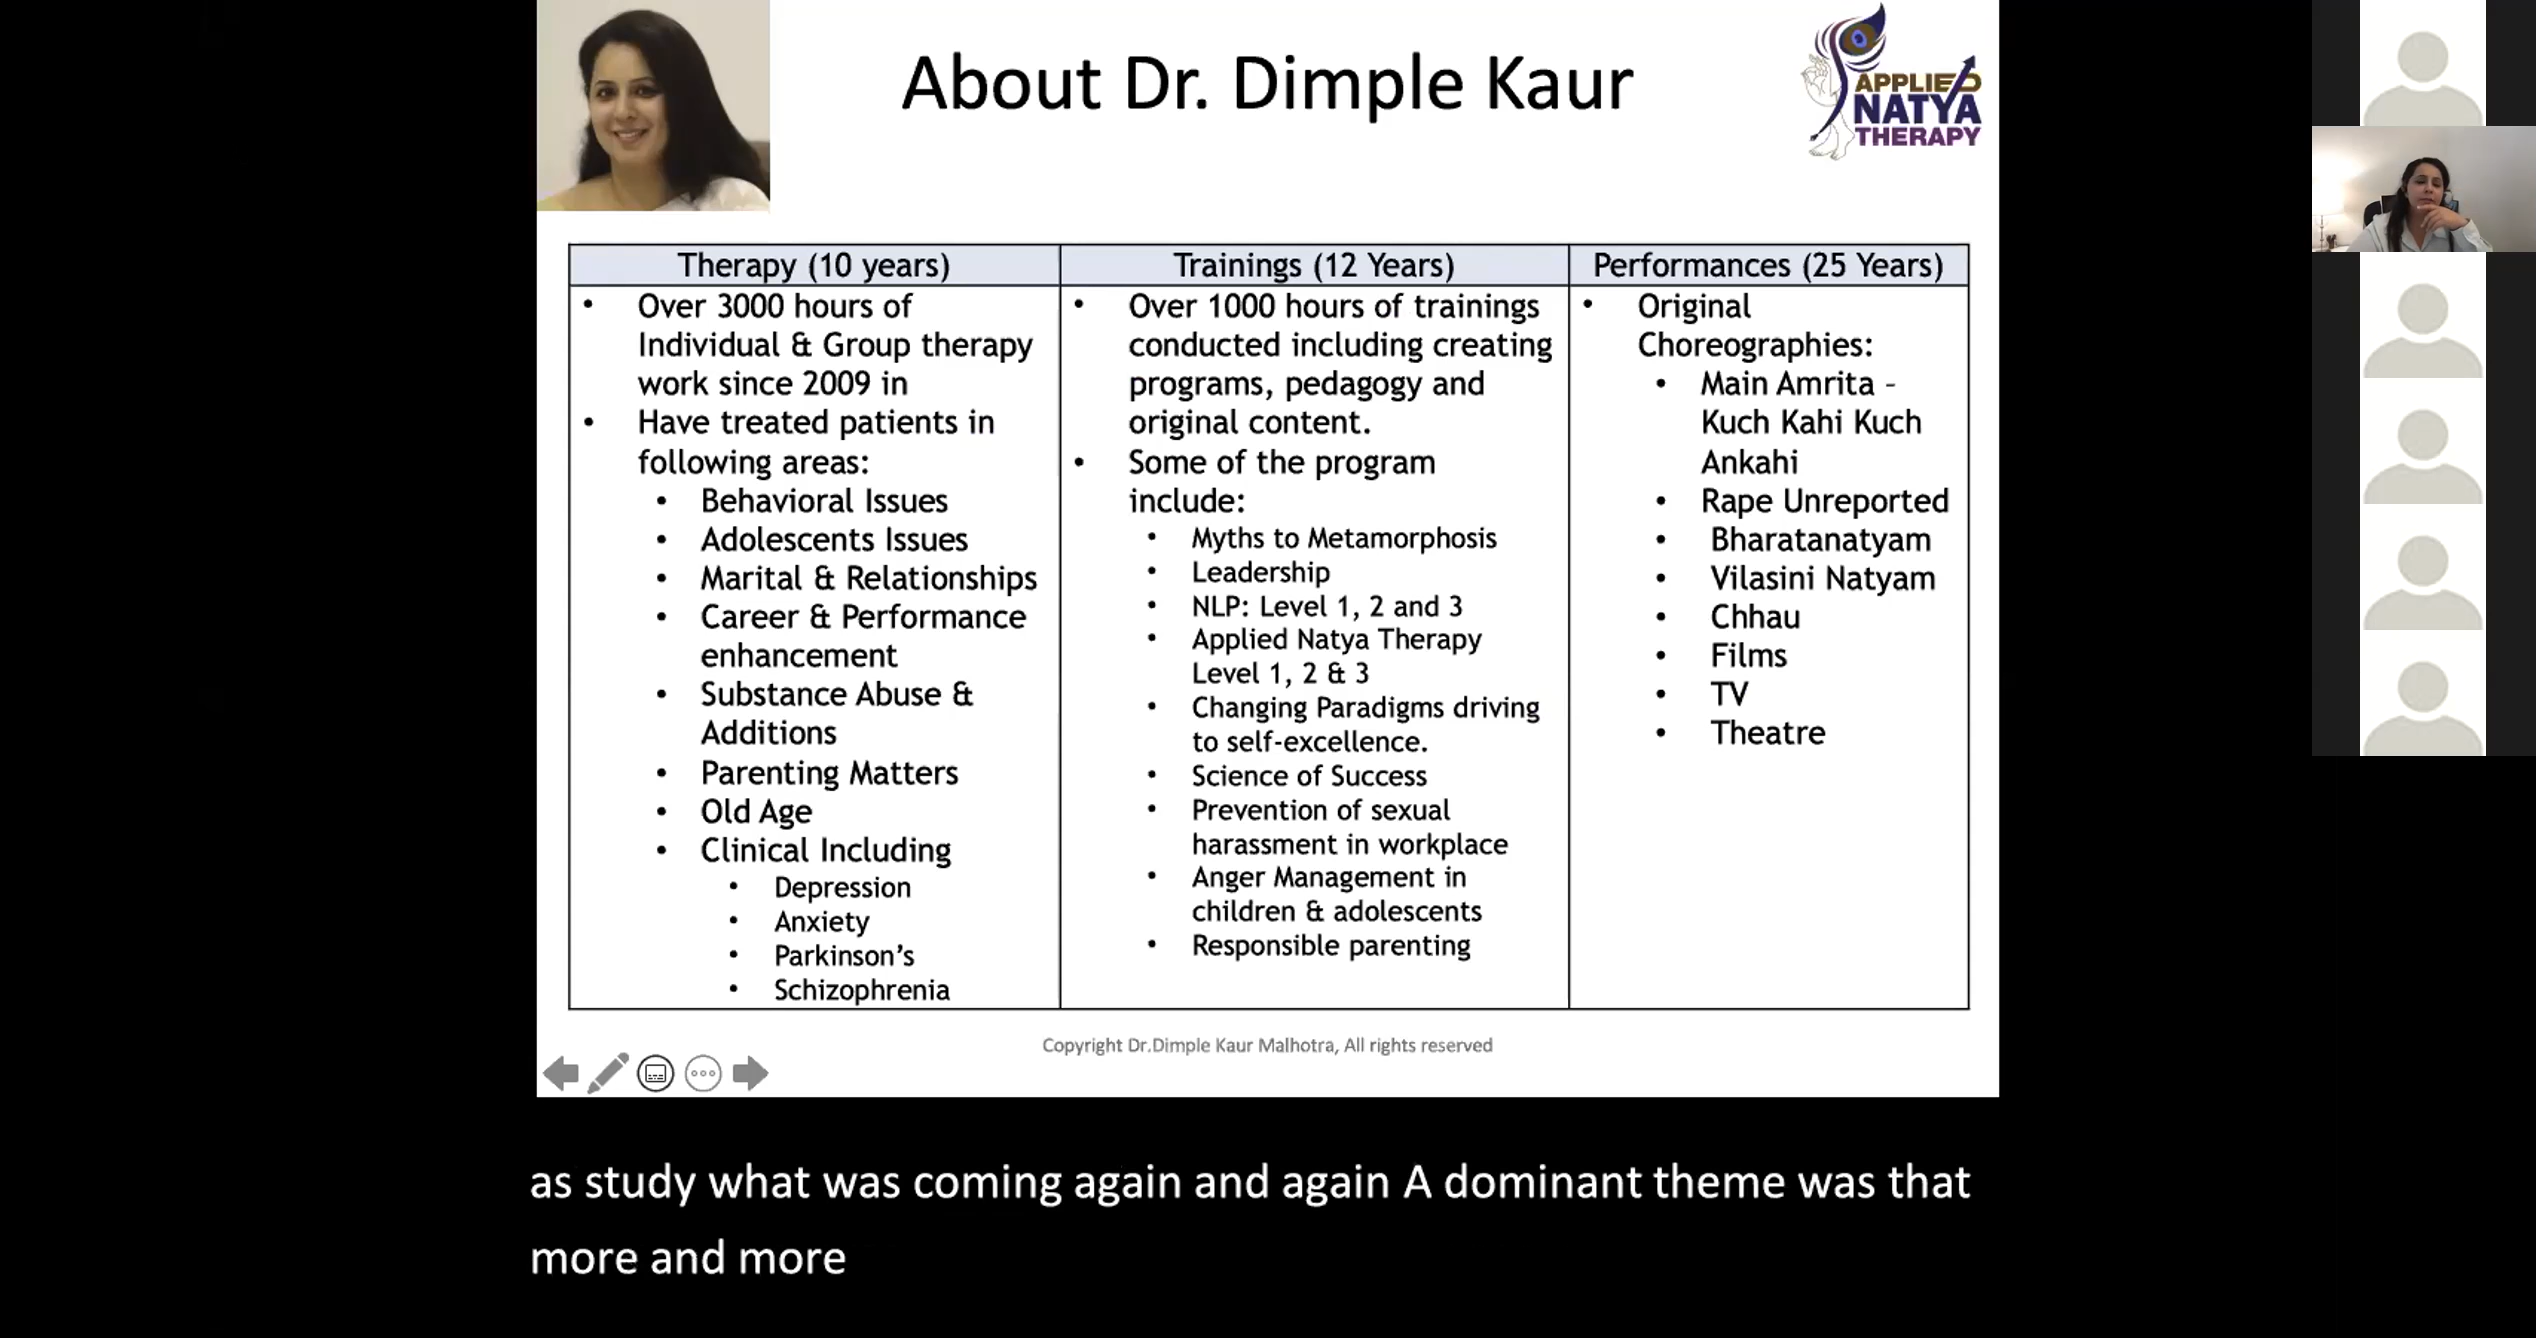 About Dr. Dimple Kaur
APPLIED
NATYA
THERAPY
Therapy (10 years)
• Over 3000 hours of
Individual & Group therapy
work since 2009 in
• Have treated patients in
following areas:
• Behavioral Issues
• Adolescents Issues
• Marital & Relationships
• Career & Performance
enhancement
• Substance Abuse &
Additions
• Parenting Matters
• Old Age
• Clinical Including
• Depression
• Anxiety
• Parkinson’s
• Schizophrenia
Trainings (12 Years)
• Over 1000 hours of trainings
conducted including creating
programs, pedagogy and
original content.
• Some of the program
include:
• Myths to Metamorphosis
• Leadership
• NLP: Level 1, 2 and 3
• Applied Natya Therapy
Level 1, 2 & 3
• Changing Paradigms driving
to self-excellence.
• Science of Success
• Prevention of sexual
harassment in workplace
• Anger Management in
children & adolescents
• Responsible parenting
Performances (25 Years)
• Original
Choreographies:
• Main Amrita -
Kuch Kahi Kuch
Ankahi
• Rape Unreported
• Bharatanatyam
• Vilasini Natyam
• Chhau
• Films
• TV
• Theatre
Copyright Dr.Dimple Kaur Malhotra, All rights reserved
as study what was coming again and again A dominant theme was that
more and more